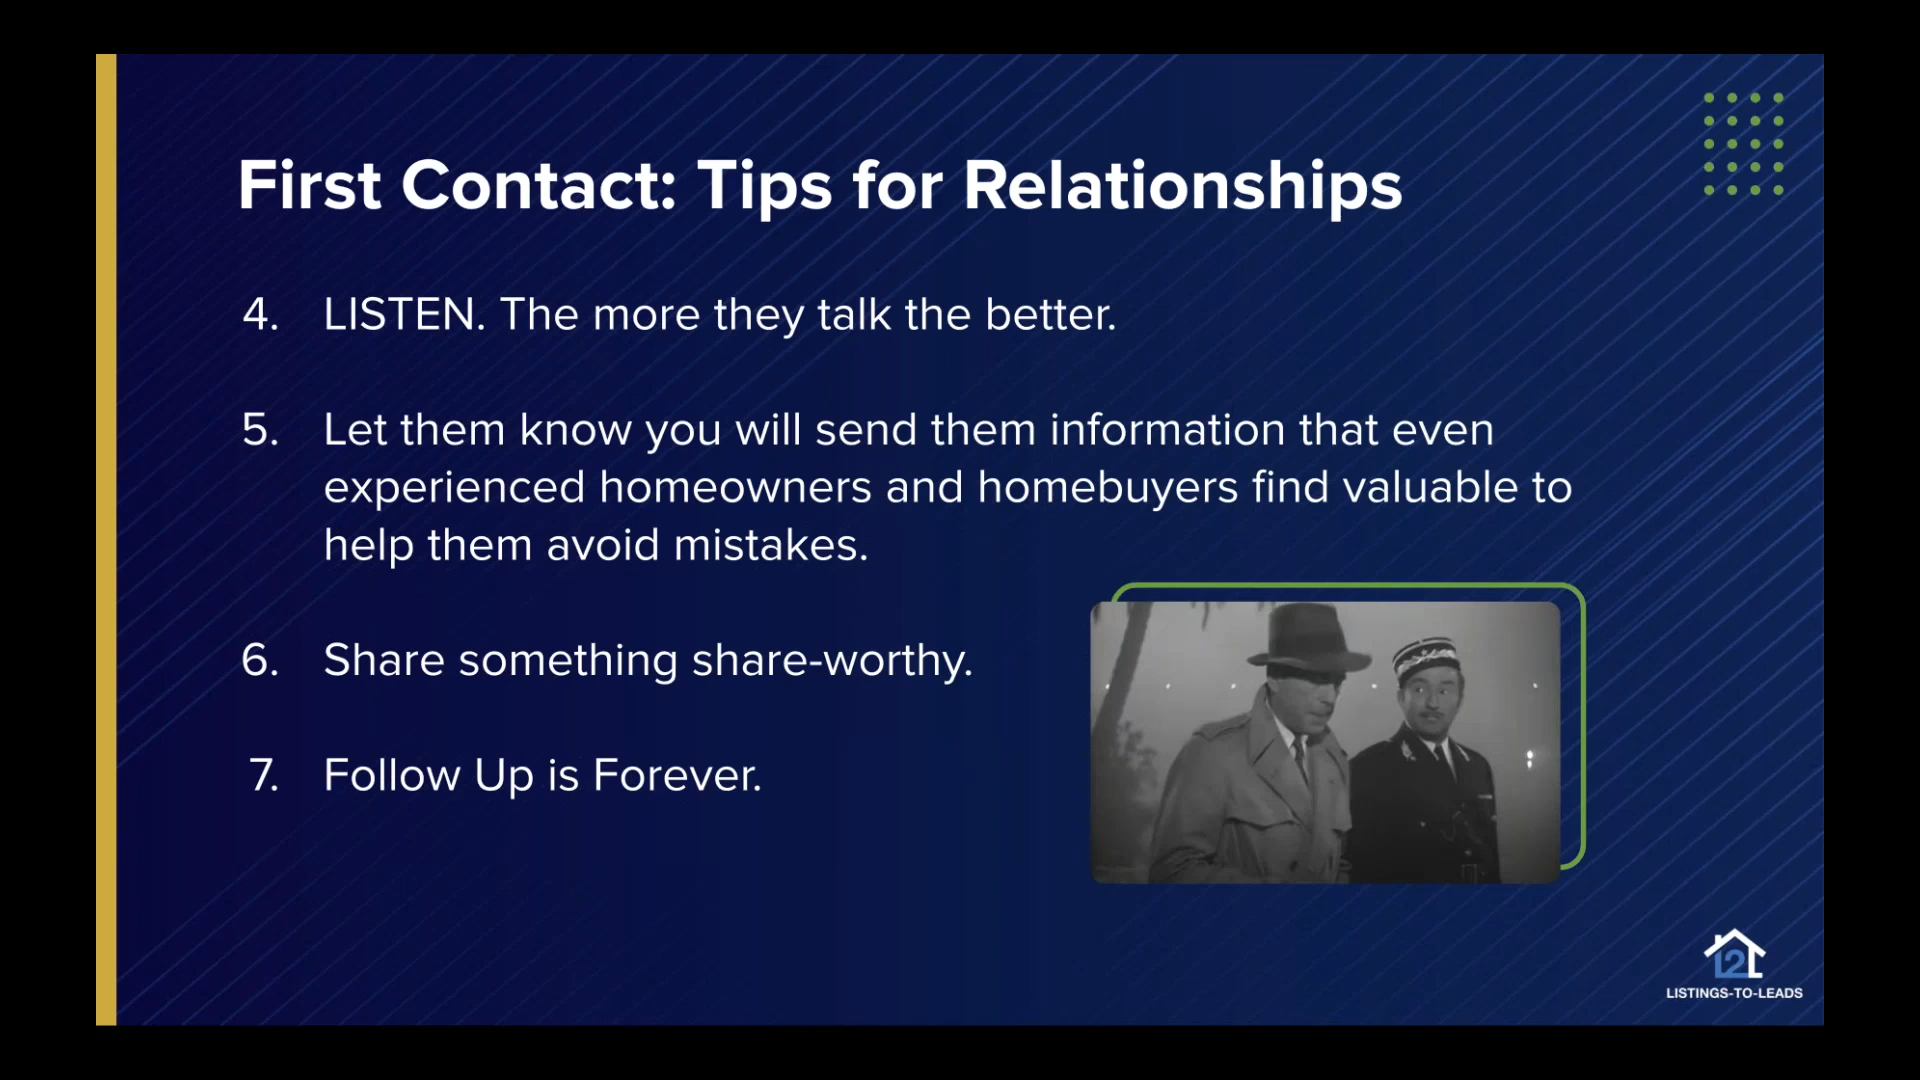 First Contact: Tips for Relationships
4. LISTEN. The more they talk the better.
5. Let them know you will send them information that even
experienced homeowners and homebuyers find valuable to
help them avoid mistakes.
6. Share something share-worthy.
7. Follow Up is Forever.
L2L
LISTINGS-TO-LEADS